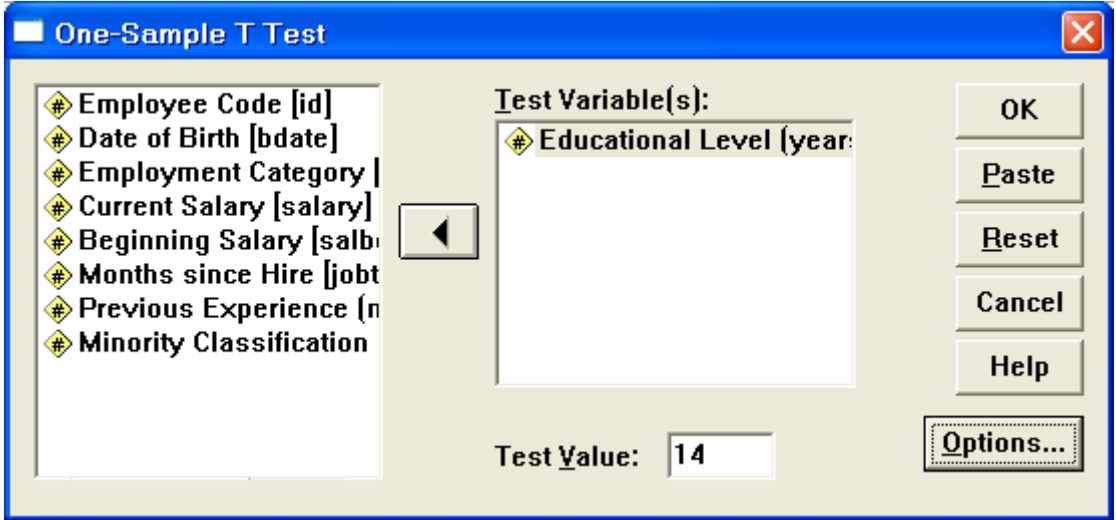 One-Sample T Test
# Employee Code [id]
# Date of Birth [bdate]
# Employment Category [
# Current Salary [salary]
# Beginning Salary [salb
# Months since Hire [jobt
# Previous Experience (n
# Minority Classification
Test Variable(s):
# Educational Level (year
Test Value: 14
OK
Paste
Reset
Cancel
Help
Options...